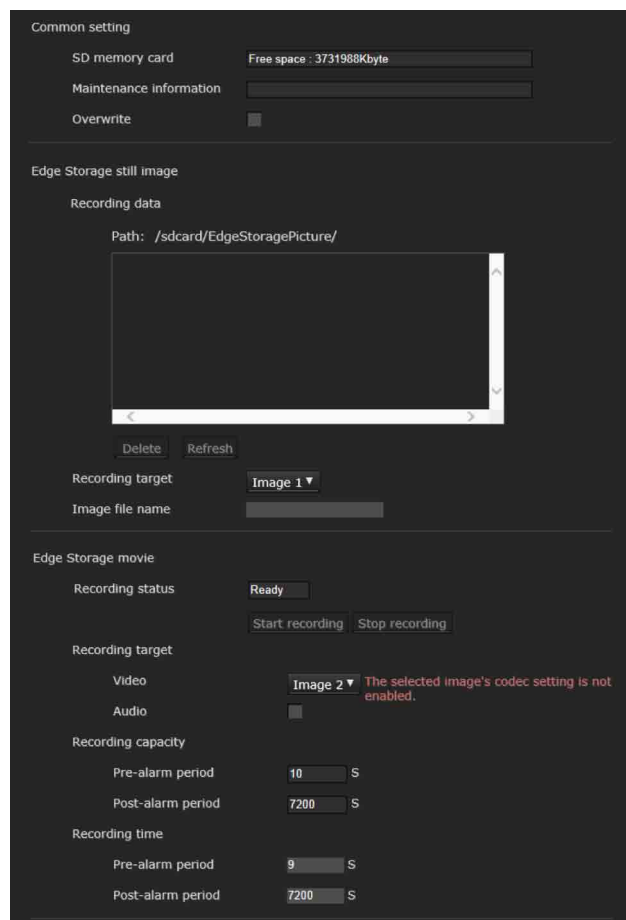 Common setting
SD memory card Free space : 3731988Kbyte
Maintenance information
Overwrite
Edge Storage still image
Recording data
Path: /sdcard/EdgeStoragePicture/
Delete Refresh
Recording target Image 1
Image file name
Edge Storage movie
Recording status Ready
Start recording Stop recording
Recording target
Video Image 2 The selected image's codec setting is not
enabled.
Audio
Recording capacity
Pre-alarm period 10 S
Post-alarm period 7200 S
Recording time
Pre-alarm period 9 S
Post-alarm period 7200 S